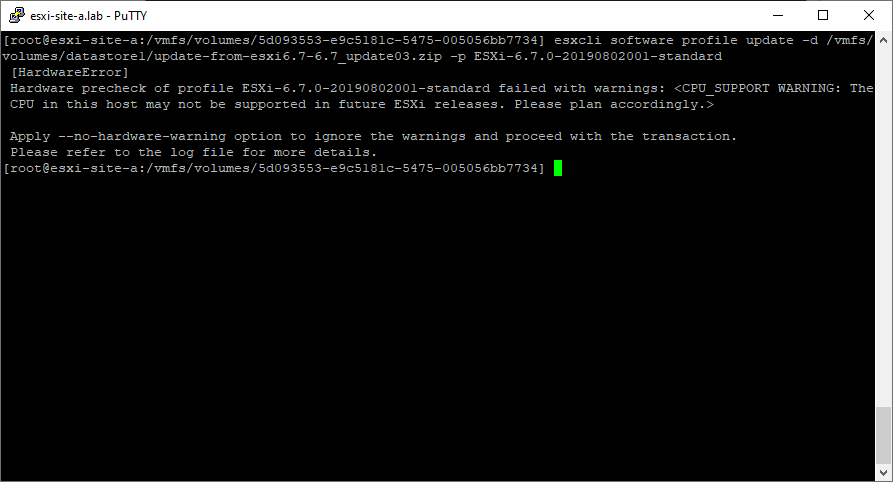 esxi-site-a.lab - PuTTY
[root@esxi-site-a:/vmfs/volumes/5d093553-e9c5181c-5475-005056bb7734] esxcli software profile update -d /vmfs/
volumes/datastore1/update-from-esxi6.7-6.7_update03.zip -p ESXi-6.7.0-20190802001-standard
[HardwareError]
Hardware precheck of profile ESXi-6.7.0-20190802001-standard failed with warnings: <CPU_SUPPORT WARNING: The
CPU in this host may not be supported in future ESXi releases. Please plan accordingly.>
Apply --no-hardware-warning option to ignore the warnings and proceed with the transaction.
Please refer to the log file for more details.
[root@esxi-site-a:/vmfs/volumes/5d093553-e9c5181c-5475-005056bb7734]